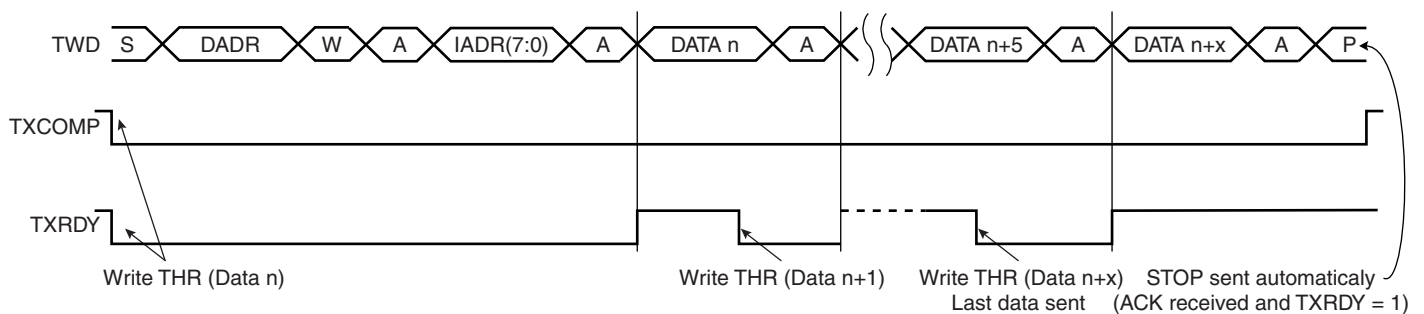 TWD S DADR W A IADR(7:0) A DATA n A DATA n+5 A DATA n+x A P
TXCOMP
TXRDY
Write THR (Data n) Write THR (Data n+1) Write THR (Data n+x) STOP sent automaticaly
Last data sent (ACK received and TXRDY = 1)